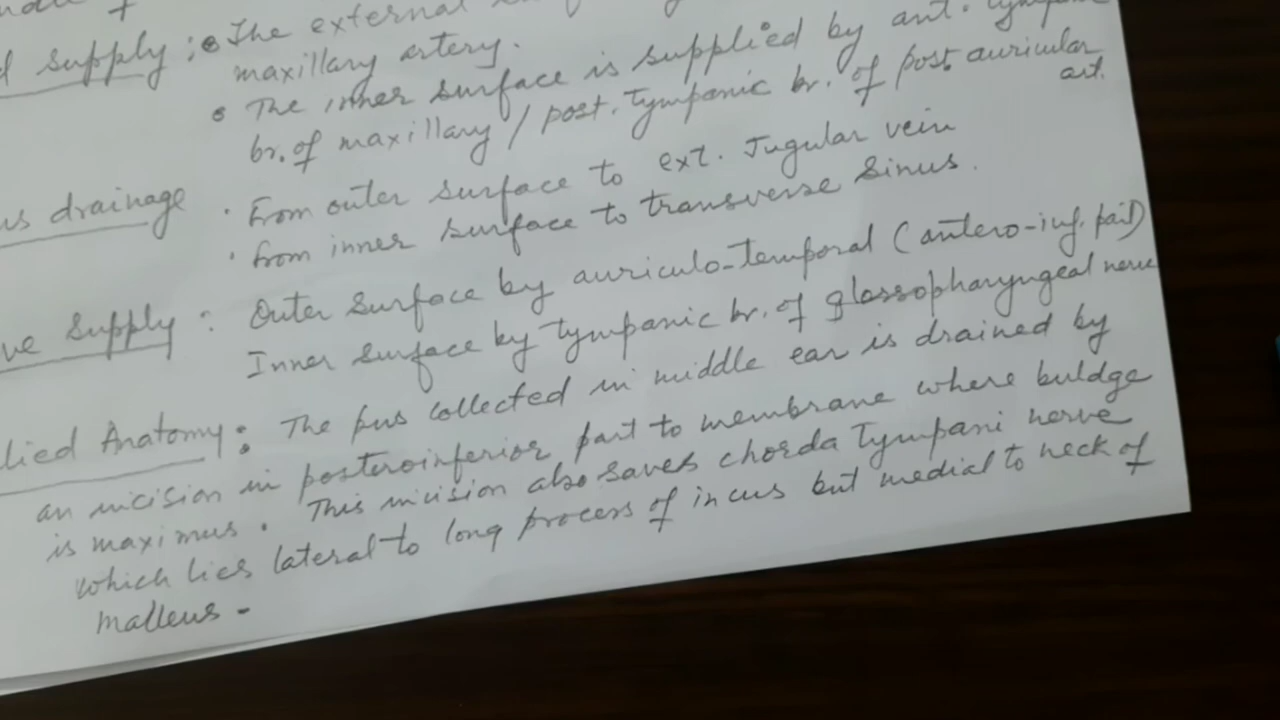 supply : • The external
maxillary artery.
• The inner surface is supplied by ant.
br. of maxillary / post. Tympanic br. of post. auricular
art.
drainage · From outer surface to ext. Jugular vein
· from inner surface to transverse sinus.
Supply : Outer surface by auriculo-temporal (antero-inf. part)
Inner surface by tympanic br. of glassopharyngeal nerve
lied Anatomy : The pus collected in middle ear is drained by
an incision in posteroinferior part to membrane where buldge
is maximus. This incision also saves chorda Tympani nerve
which lies lateral to long process of incus but medial to neck of
malleus -